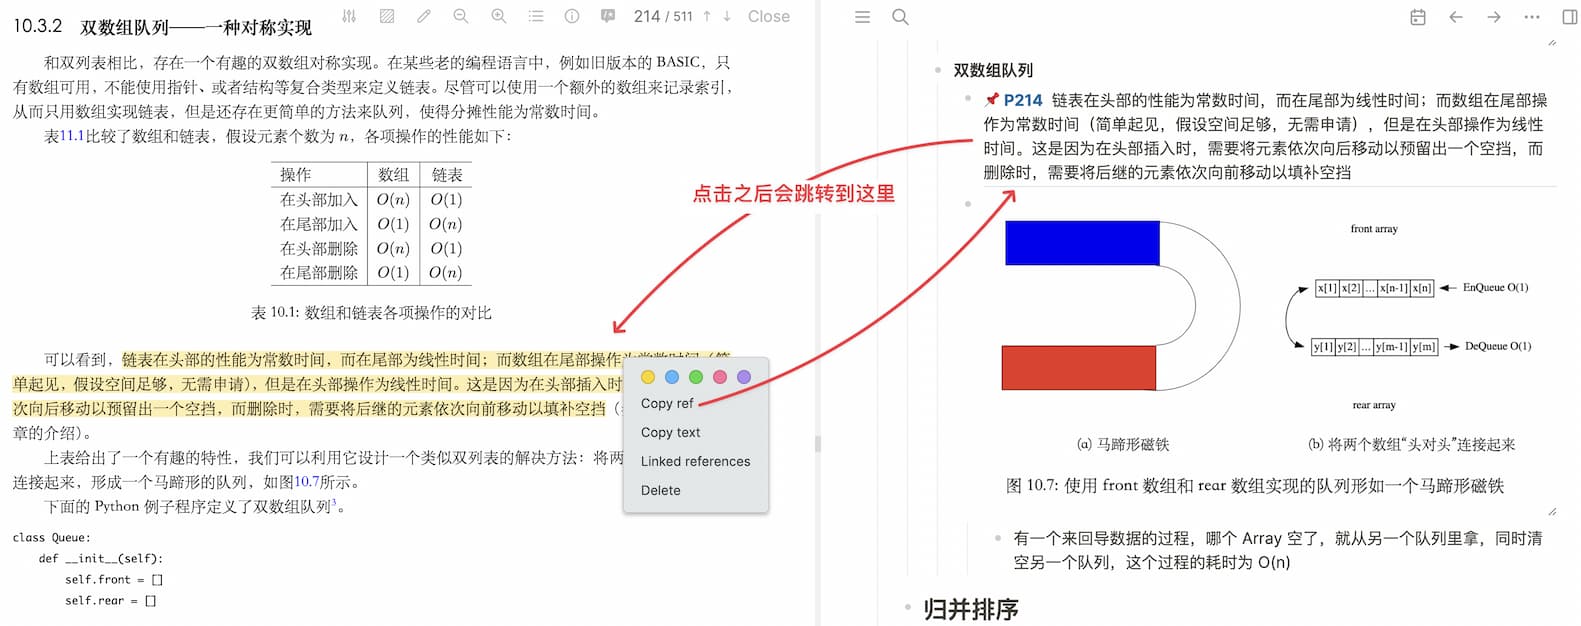 10.3.2 双数组队列——一种对称实现
214 / 511 ↑ ↓ Close
和双列表相比，存在一个有趣的双数组对称实现。在某些老的编程语言中，例如旧版本的 BASIC，只
有数组可用，不能使用指针、或者结构等复合类型来定义链表。尽管可以使用一个额外的数组来记录索引，
从而只用数组实现链表，但是还存在更简单的方法来队列，使得分摊性能为常数时间。
表11.1比较了数组和链表，假设元素个数为 n，各项操作的性能如下：
操作 数组 链表
在头部加入 O(n) O(1)
在尾部加入 O(1) O(n)
在头部删除 O(n) O(1)
在尾部删除 O(1) O(n)
表 10.1: 数组和链表各项操作的对比
可以看到，链表在头部的性能为常数时间，而在尾部为线性时间；而数组在尾部操作为常数时间（简
单起见，假设空间足够，无需申请），但是在头部操作为线性时间。这是因为在头部插入时
次向后移动以预留出一个空挡，而删除时，需要将后继的元素依次向前移动以填补空挡（
章的介绍）。
上表给出了一个有趣的特性，我们可以利用它设计一个类似双列表的解决方法：将两
连接起来，形成一个马蹄形的队列，如图10.7所示。
下面的 Python 例子程序定义了双数组队列3。
class Queue:
def __init__(self):
self.front = []
self.rear = []
Copy ref
Copy text
Linked references
Delete
点击之后会跳转到这里
双数组队列
📌 P214 链表在头部的性能为常数时间，而在尾部为线性时间；而数组在尾部操
作为常数时间（简单起见，假设空间足够，无需申请），但是在头部操作为线性
时间。这是因为在头部插入时，需要将元素依次向后移动以预留出一个空挡，而
删除时，需要将后继的元素依次向前移动以填补空挡
front array
x[1] x[2] ... x[n-1] x[n] EnQueue O(1)
y[1] y[2] ... y[m-1] y[m] DeQueue O(1)
rear array
(a) 马蹄形磁铁
(b) 将两个数组“头对头”连接起来
图 10.7: 使用 front 数组和 rear 数组实现的队列形如一个马蹄形磁铁
有一个来回导数据的过程，哪个 Array 空了，就从另一个队列里拿，同时清
空另一个队列，这个过程的耗时为 O(n)
归并排序